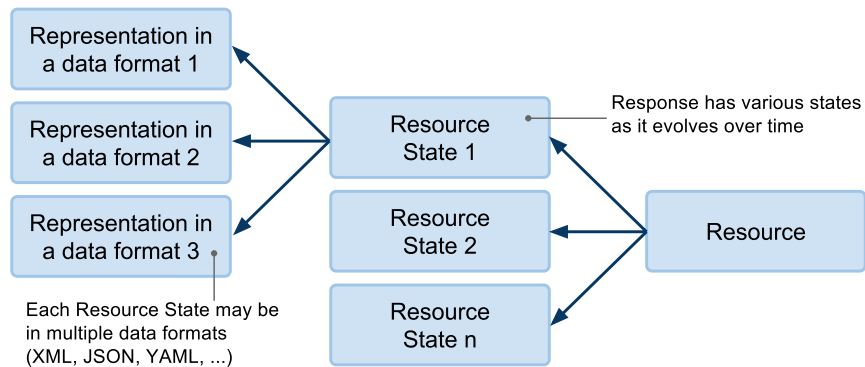 Representation in
a data format 1
Representation in
a data format 2
Representation in
a data format 3
Each Resource State may be
in multiple data formats
(XML, JSON, YAML, ...)
Resource
State 1
Resource
State 2
Resource
State n
Response has various states
as it evolves over time
Resource